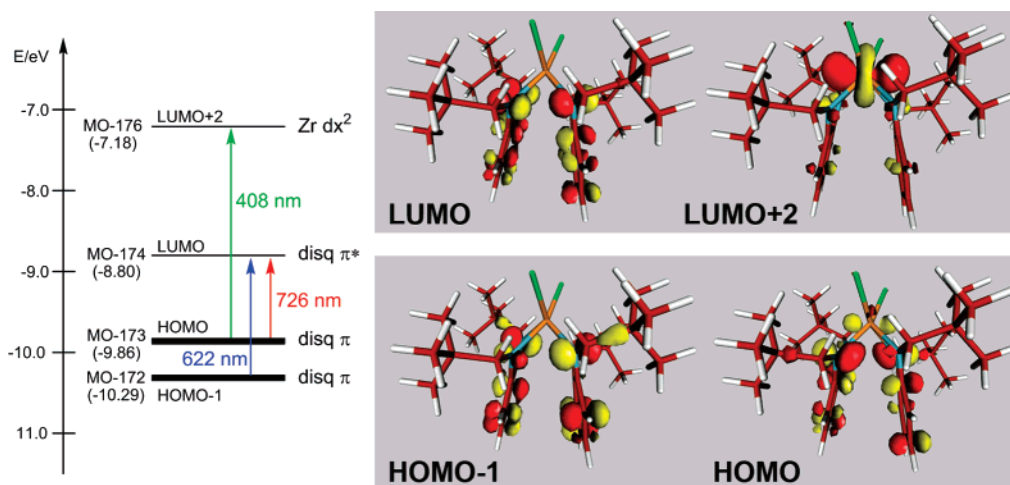 E/eV
-7.0
-8.0
-9.0
-10.0
11.0
MO-176
(-7.18)
LUMO+2
Zr dx²
408 nm
MO-174
(-8.80)
LUMO
disq π*
726 nm
MO-173
(-9.86)
HOMO
disq π
622 nm
MO-172
(-10.29)
HOMO-1
disq π
LUMO
LUMO+2
HOMO-1
HOMO